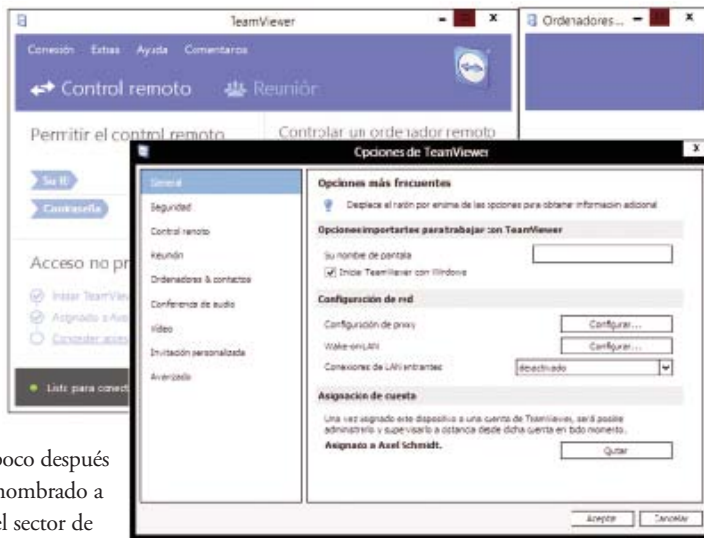 TeamViewer
Conexión Extras Ayuda Comentarios
Control remoto Reunión
Permitir el control remoto
Controlar un ordenador remoto
Su ID
Contraseña
Acceso no pr
Instar TeamView
Asignado a Axe
Conceder acces
Listo para conect
Ordenadores...
Opciones de TeamViewer
General
Seguridad
Control remoto
Reunión
Ordenadores & contactos
Conferencia de audio
Vídeo
Invitación personalizada
Avanzado
Opciones más frecuentes
Desplace el ratón por encima de las opciones para obtener información adicional
Opciones importantes para trabajar con TeamViewer
Su nombre de pantalla
Iniciar TeamViewer con Windows
Configuración de red
Configuración de proxy Configurar...
Wake-on-LAN Configurar...
Conexiones de LAN entrantes desactivado
Asignación de cuenta
Una vez asignado este dispositivo a una cuenta de TeamViewer, será posible
administrarlo y supervisarlo a distancia desde dicha cuenta en todo momento.
Asignado a Axel Schmidt. Quitar
Aceptar Cancelar
poco después
nombrado a
el sector de